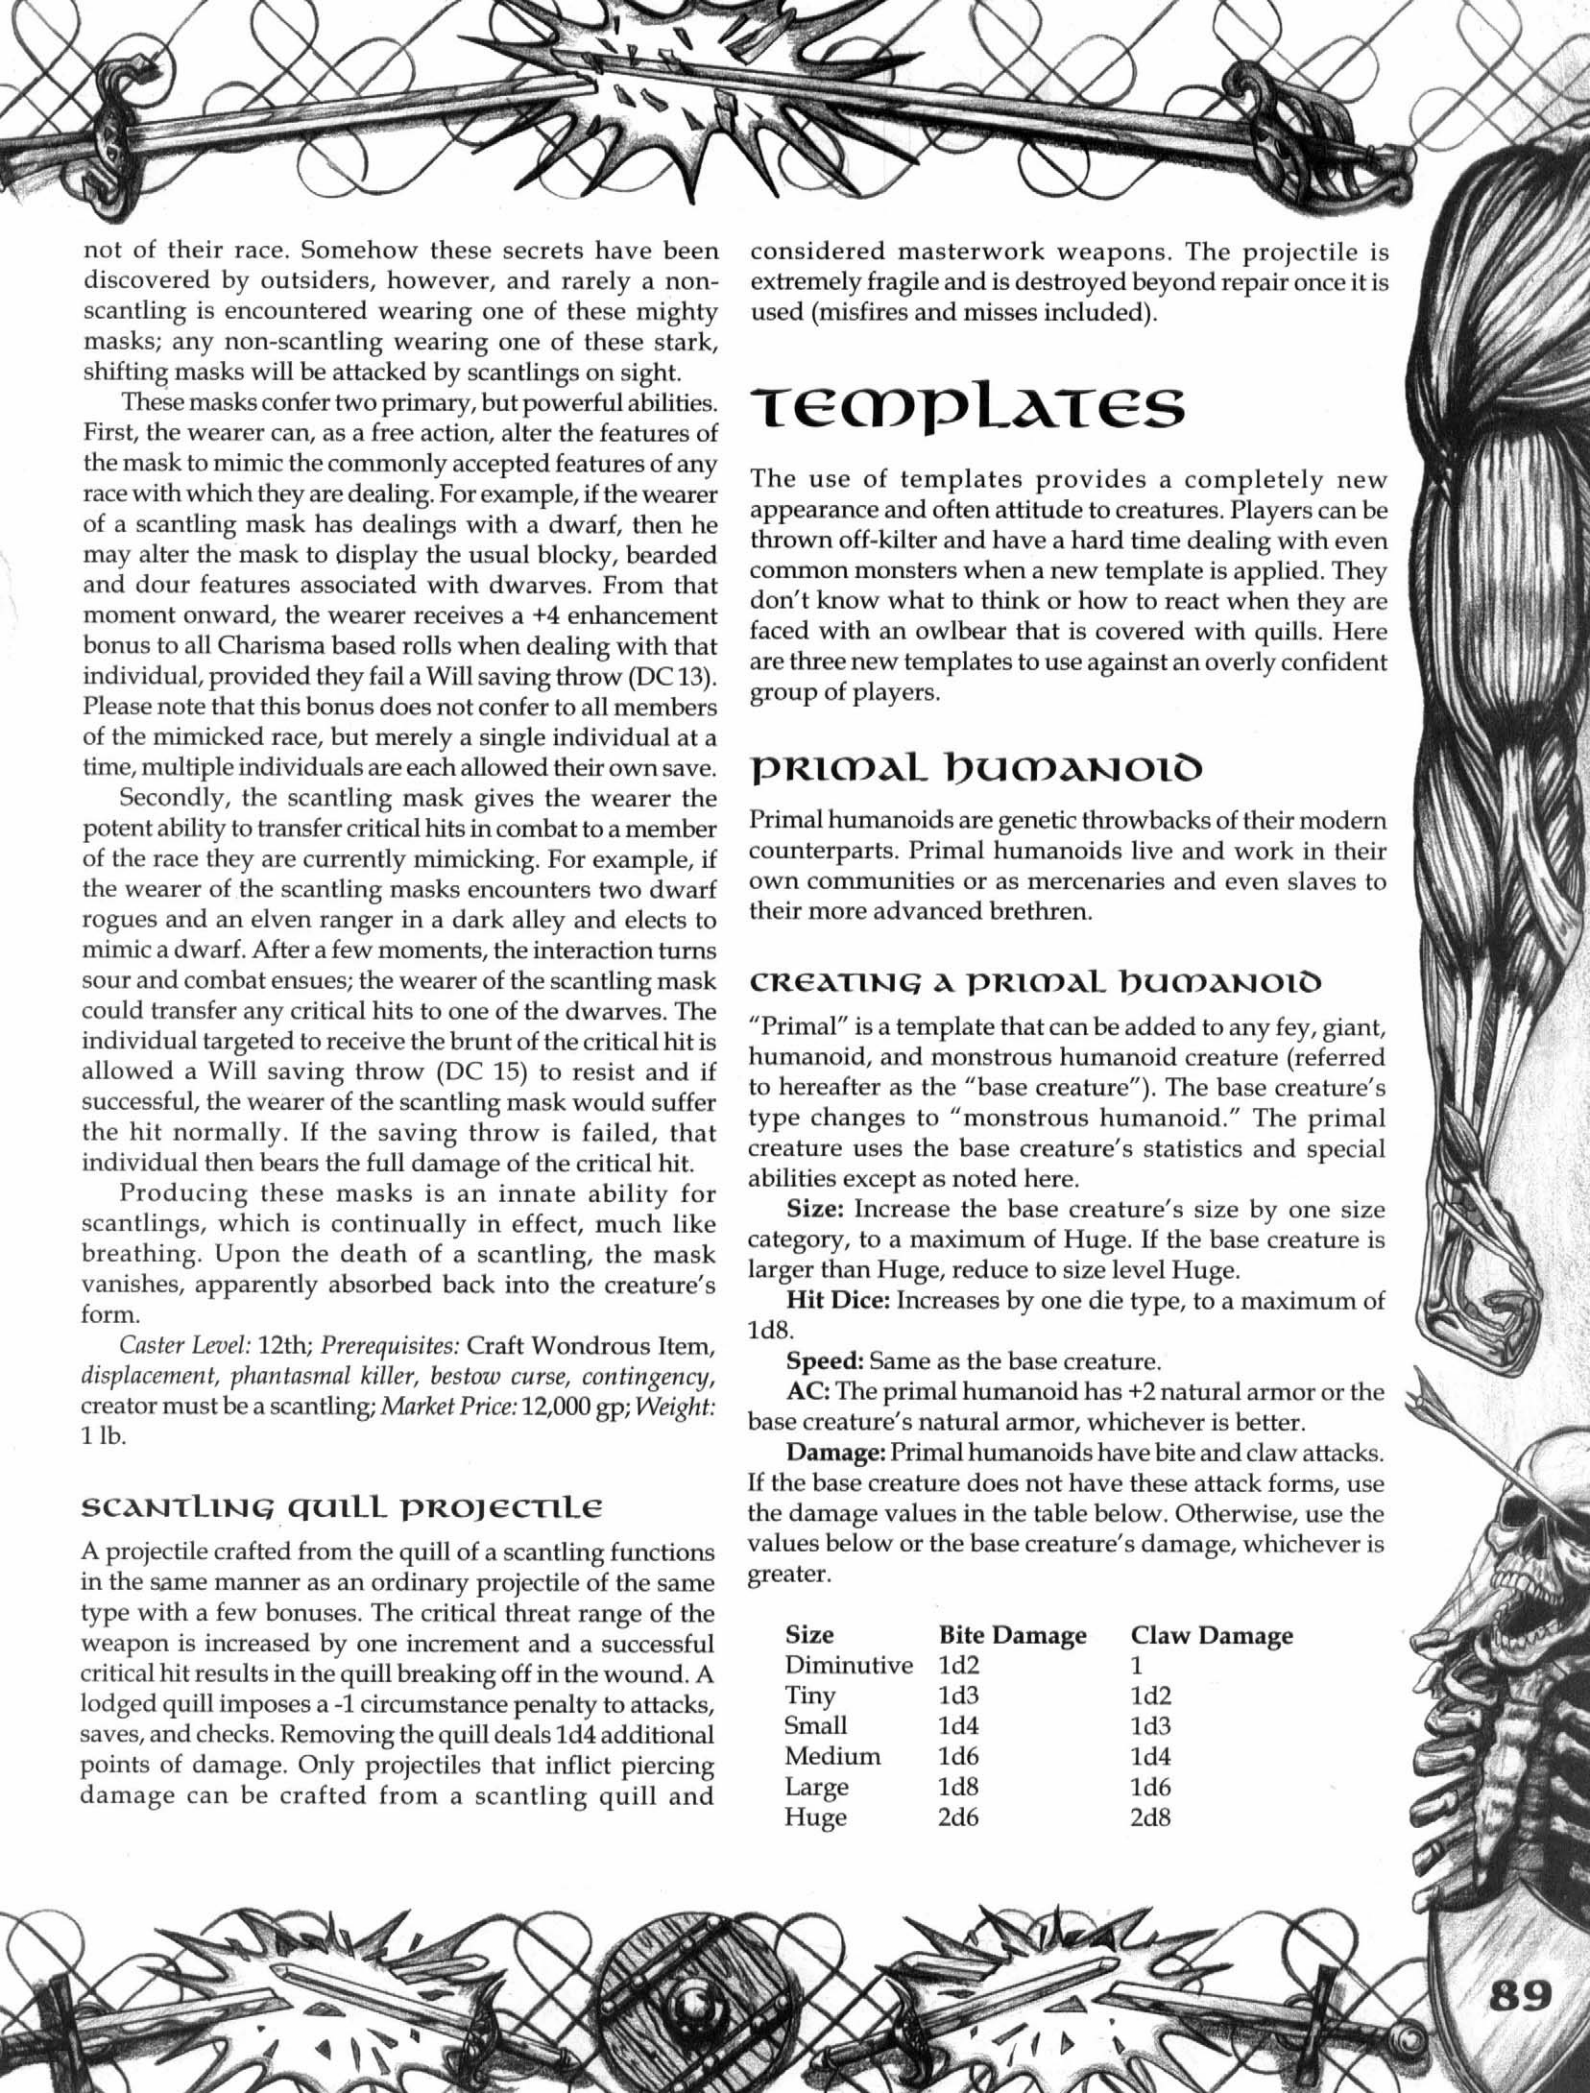 not of their race. Somehow these secrets have been
discovered by outsiders, however, and rarely a non-
scantling is encountered wearing one of these mighty
masks; any non-scantling wearing one of these stark,
shifting masks will be attacked by scantlings on sight.
These masks confer two primary, but powerful abilities.
First, the wearer can, as a free action, alter the features of
the mask to mimic the commonly accepted features of any
race with which they are dealing. For example, if the wearer
of a scantling mask has dealings with a dwarf, then he
may alter the mask to display the usual blocky, bearded
and dour features associated with dwarves. From that
moment onward, the wearer receives a +4 enhancement
bonus to all Charisma based rolls when dealing with that
individual, provided they fail a Will saving throw (DC 13).
Please note that this bonus does not confer to all members
of the mimicked race, but merely a single individual at a
time, multiple individuals are each allowed their own save.
Secondly, the scantling mask gives the wearer the
potent ability to transfer critical hits in combat to a member
of the race they are currently mimicking. For example, if
the wearer of the scantling masks encounters two dwarf
rogues and an elven ranger in a dark alley and elects to
mimic a dwarf. After a few moments, the interaction turns
sour and combat ensues; the wearer of the scantling mask
could transfer any critical hits to one of the dwarves. The
individual targeted to receive the brunt of the critical hit is
allowed a Will saving throw (DC 15) to resist and if
successful, the wearer of the scantling mask would suffer
the hit normally. If the saving throw is failed, that
individual then bears the full damage of the critical hit.
Producing these masks is an innate ability for
scantlings, which is continually in effect, much like
breathing. Upon the death of a scantling, the mask
vanishes, apparently absorbed back into the creature's
form.
Caster Level: 12th; Prerequisites: Craft Wondrous Item,
displacement, phantasmal killer, bestow curse, contingency,
creator must be a scantling; Market Price: 12,000 gp; Weight:
1 lb.
scantling quill projectile
A projectile crafted from the quill of a scantling functions
in the same manner as an ordinary projectile of the same
type with a few bonuses. The critical threat range of the
weapon is increased by one increment and a successful
critical hit results in the quill breaking off in the wound. A
lodged quill imposes a -1 circumstance penalty to attacks,
saves, and checks. Removing the quill deals 1d4 additional
points of damage. Only projectiles that inflict piercing
damage can be crafted from a scantling quill and
considered masterwork weapons. The projectile is
extremely fragile and is destroyed beyond repair once it is
used (misfires and misses included).
templates
The use of templates provides a completely new
appearance and often attitude to creatures. Players can be
thrown off-kilter and have a hard time dealing with even
common monsters when a new template is applied. They
don't know what to think or how to react when they are
faced with an owlbear that is covered with quills. Here
are three new templates to use against an overly confident
group of players.
primal humanoid
Primal humanoids are genetic throwbacks of their modern
counterparts. Primal humanoids live and work in their
own communities or as mercenaries and even slaves to
their more advanced brethren.
creating a primal humanoid
"Primal" is a template that can be added to any fey, giant,
humanoid, and monstrous humanoid creature (referred
to hereafter as the "base creature"). The base creature's
type changes to "monstrous humanoid." The primal
creature uses the base creature's statistics and special
abilities except as noted here.
Size: Increase the base creature's size by one size
category, to a maximum of Huge. If the base creature is
larger than Huge, reduce to size level Huge.
Hit Dice: Increases by one die type, to a maximum of
1d8.
Speed: Same as the base creature.
AC: The primal humanoid has +2 natural armor or the
base creature's natural armor, whichever is better.
Damage: Primal humanoids have bite and claw attacks.
If the base creature does not have these attack forms, use
the damage values in the table below. Otherwise, use the
values below or the base creature's damage, whichever is
greater.
Size Bite Damage Claw Damage
Diminutive 1d2 1
Tiny 1d3 1d2
Small 1d4 1d3
Medium 1d6 1d4
Large 1d8 1d6
Huge 2d6 2d8
89